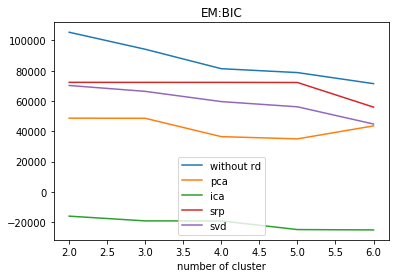 EM:BIC
100000
80000
60000
40000
20000
0
−20000
without rd
pca
ica
srp
svd
2.0 2.5 3.0 3.5 4.0 4.5 5.0 5.5 6.0
number of cluster